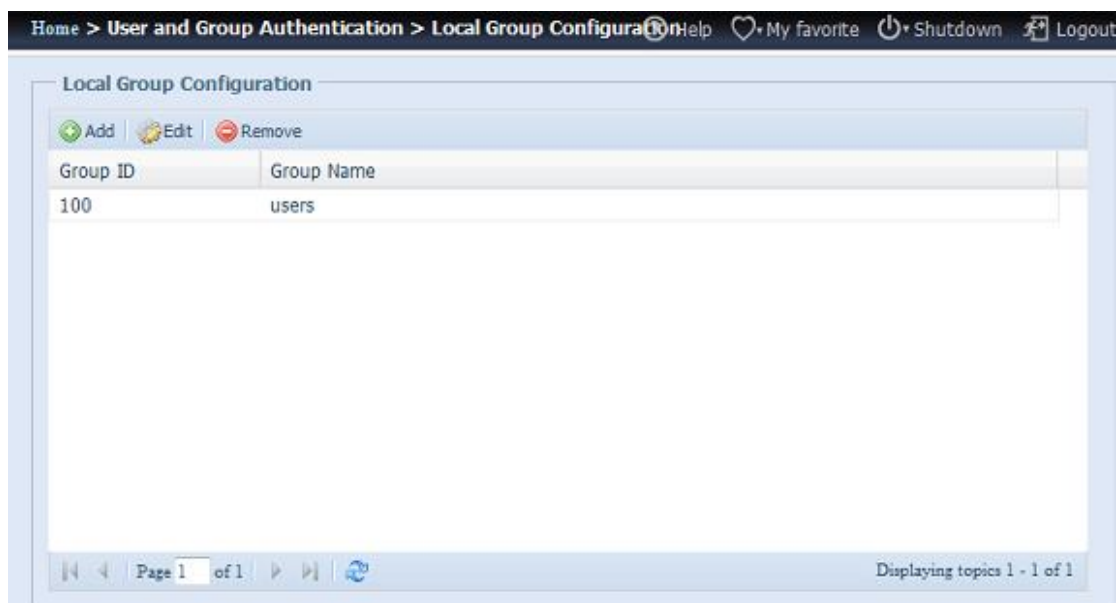 Home > User and Group Authentication > Local Group Configuration Help My favorite Shutdown Logout
Local Group Configuration
Add Edit Remove
Group ID Group Name
100 users
Page 1 of 1 Displaying topics 1 - 1 of 1